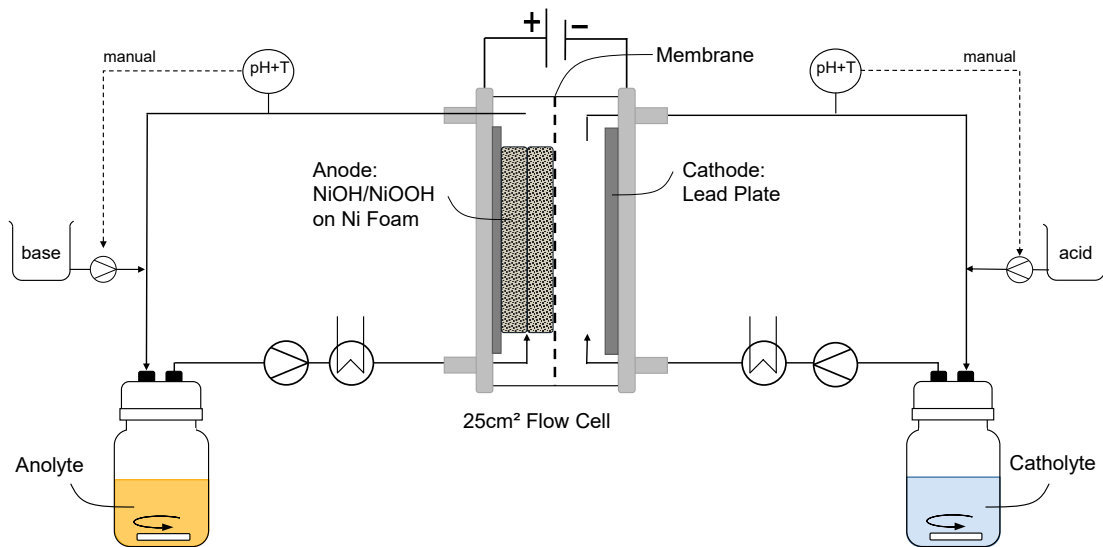 + −
manual
pH+T
Membrane
pH+T
manual
Anode:
NiOH/NiOOH
on Ni Foam
Cathode:
Lead Plate
base
acid
25cm² Flow Cell
Anolyte
Catholyte